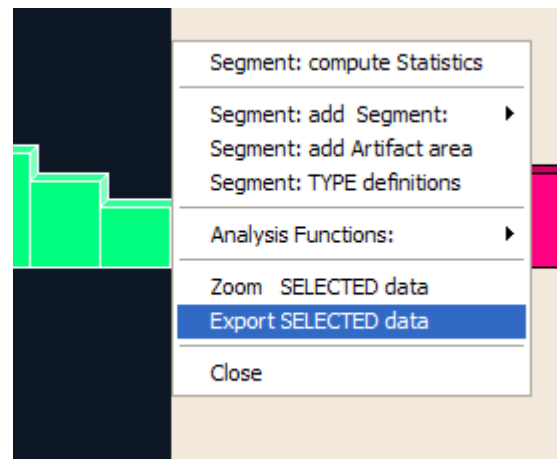 Segment: compute Statistics
Segment: add Segment:
Segment: add Artifact area
Segment: TYPE definitions
Analysis Functions:
Zoom SELECTED data
Export SELECTED data
Close